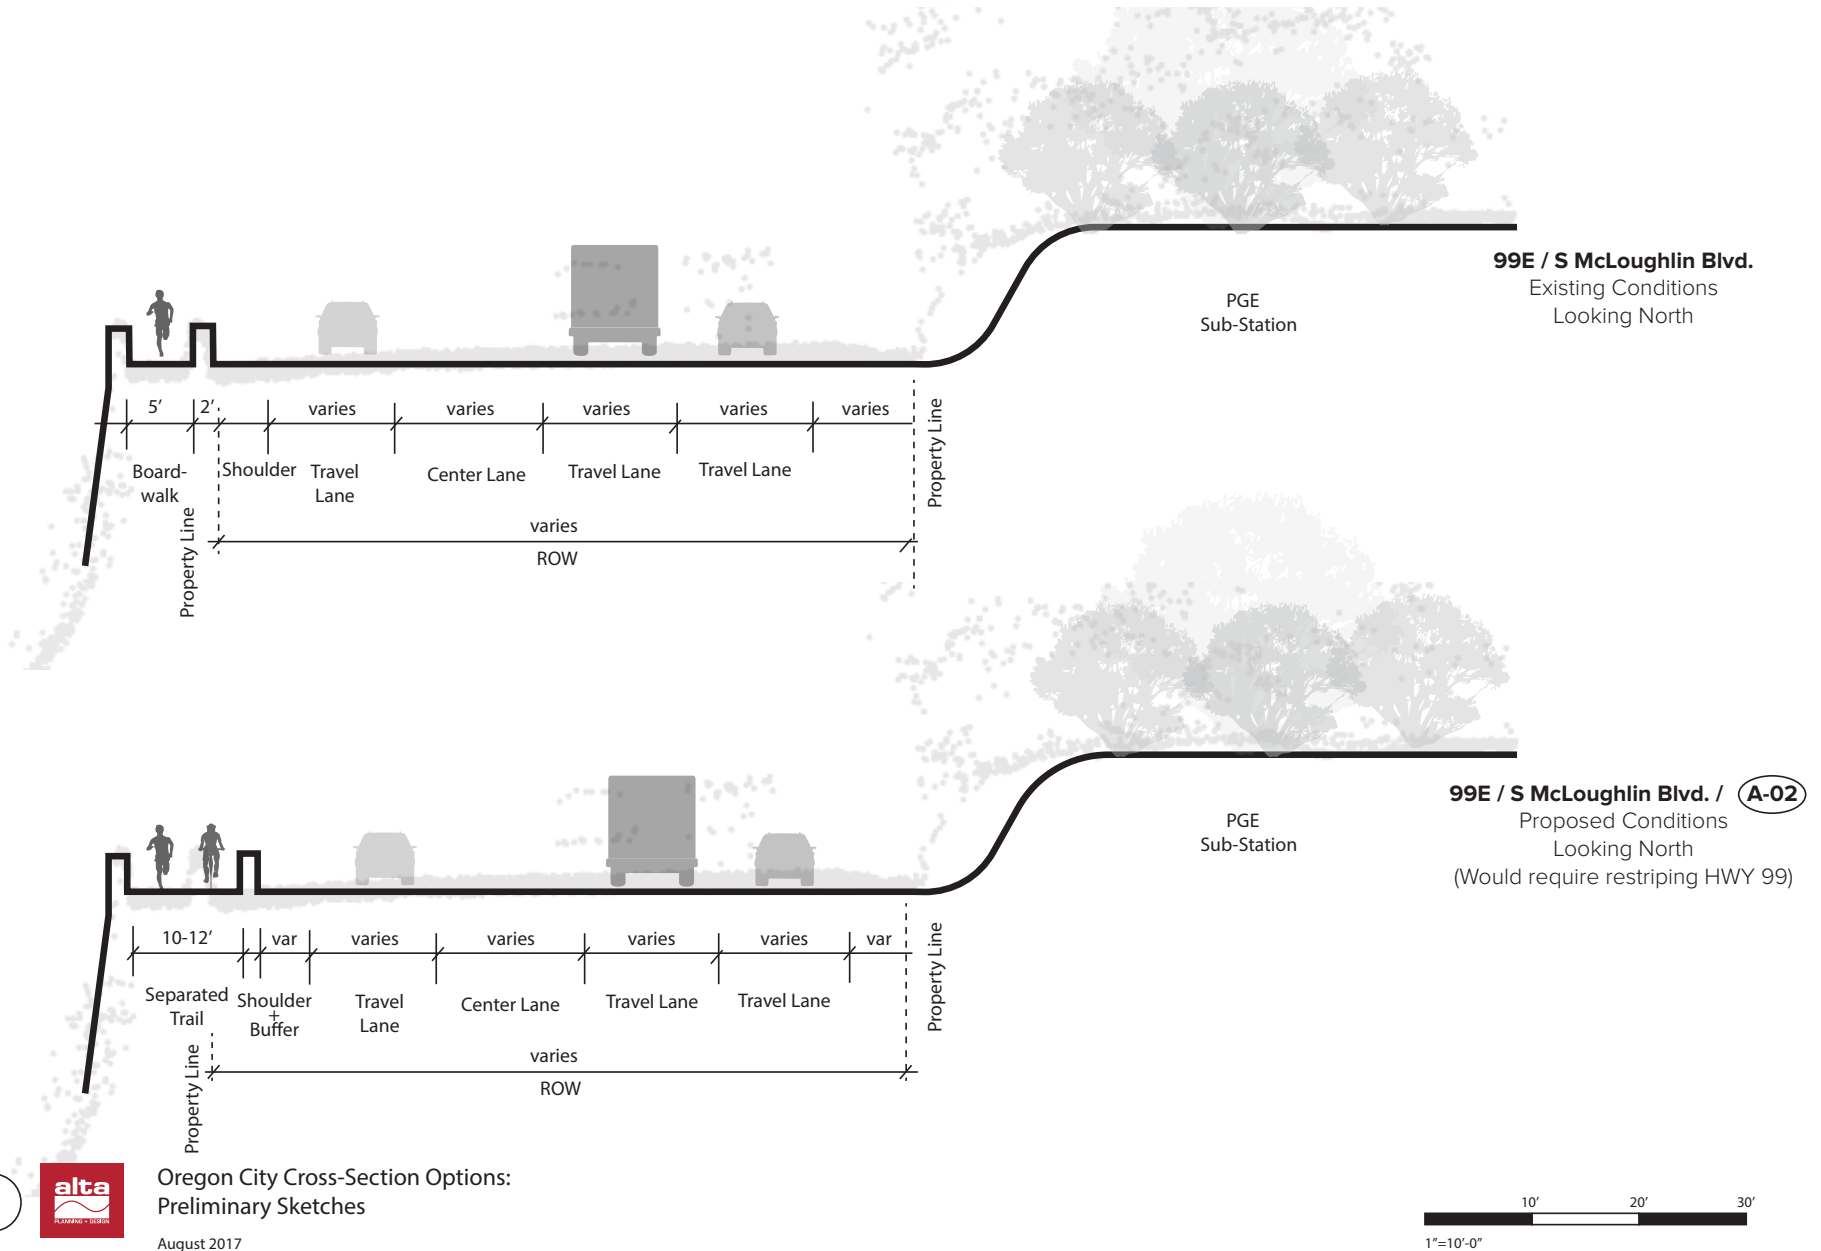 99E / S McLoughlin Blvd.
Existing Conditions
Looking North
PGE
Sub-Station
5’ 2’ varies varies varies varies varies
Board-
walk
Shoulder
Travel
Lane
Center Lane
Travel Lane
Travel Lane
Property Line
Property Line
varies
ROW
99E / S McLoughlin Blvd. / A-02
Proposed Conditions
Looking North
(Would require restriping HWY 99)
PGE
Sub-Station
10-12’ var varies varies varies varies var
Separated
Trail
Shoulder
+
Buffer
Travel
Lane
Center Lane
Travel Lane
Travel Lane
Property Line
Property Line
varies
ROW
alta
PLANNING + DESIGN
Oregon City Cross-Section Options:
Preliminary Sketches
August 2017
10’ 20’ 30’
1”=10’-0”